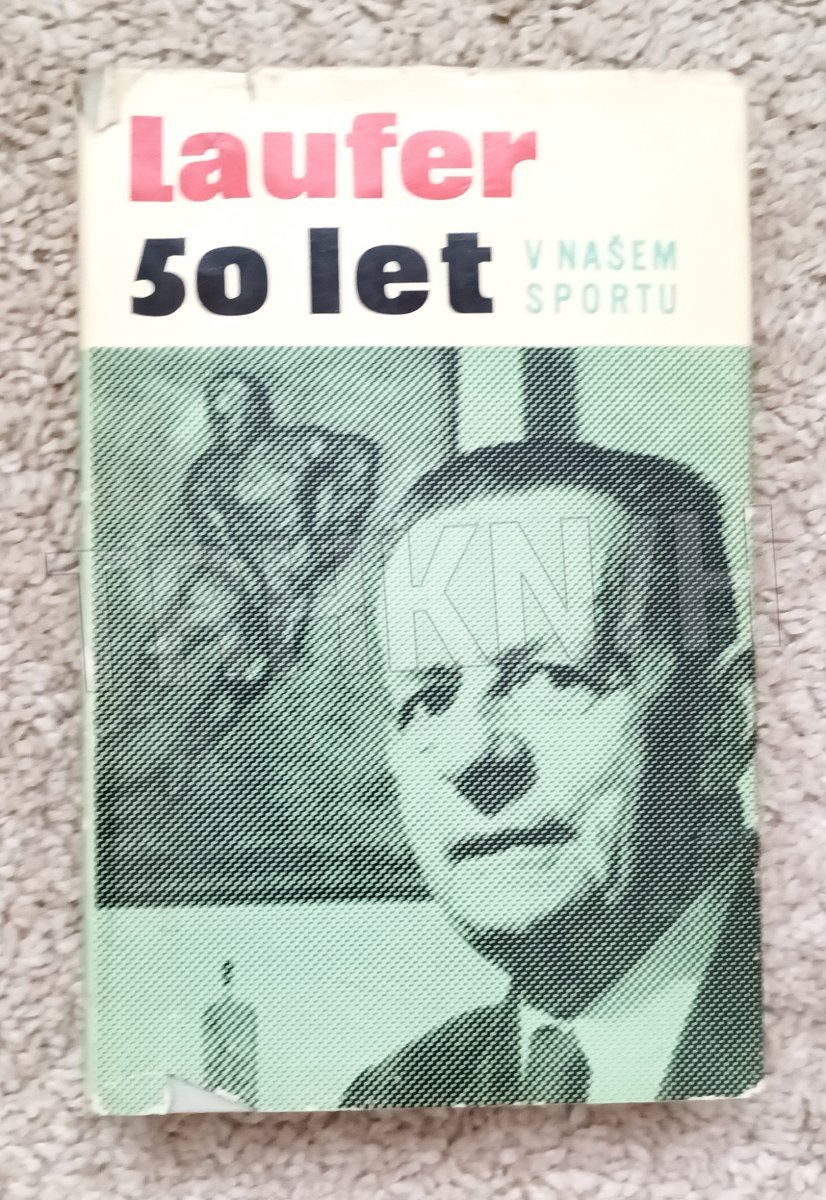 Laufer
50 let
V NAŠEM
SPORTU